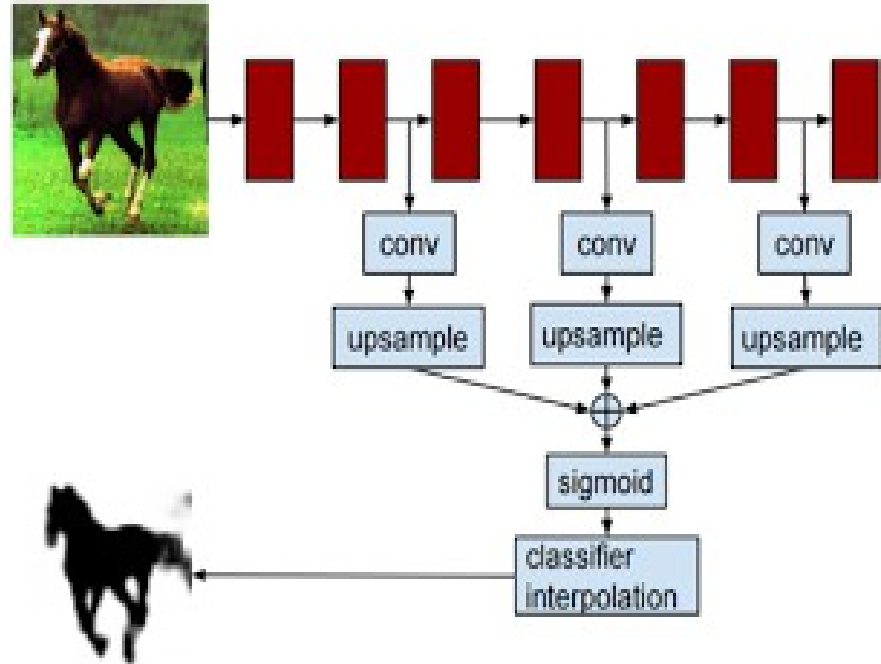 conv
conv
conv
upsample
upsample
upsample
sigmoid
classifier
interpolation